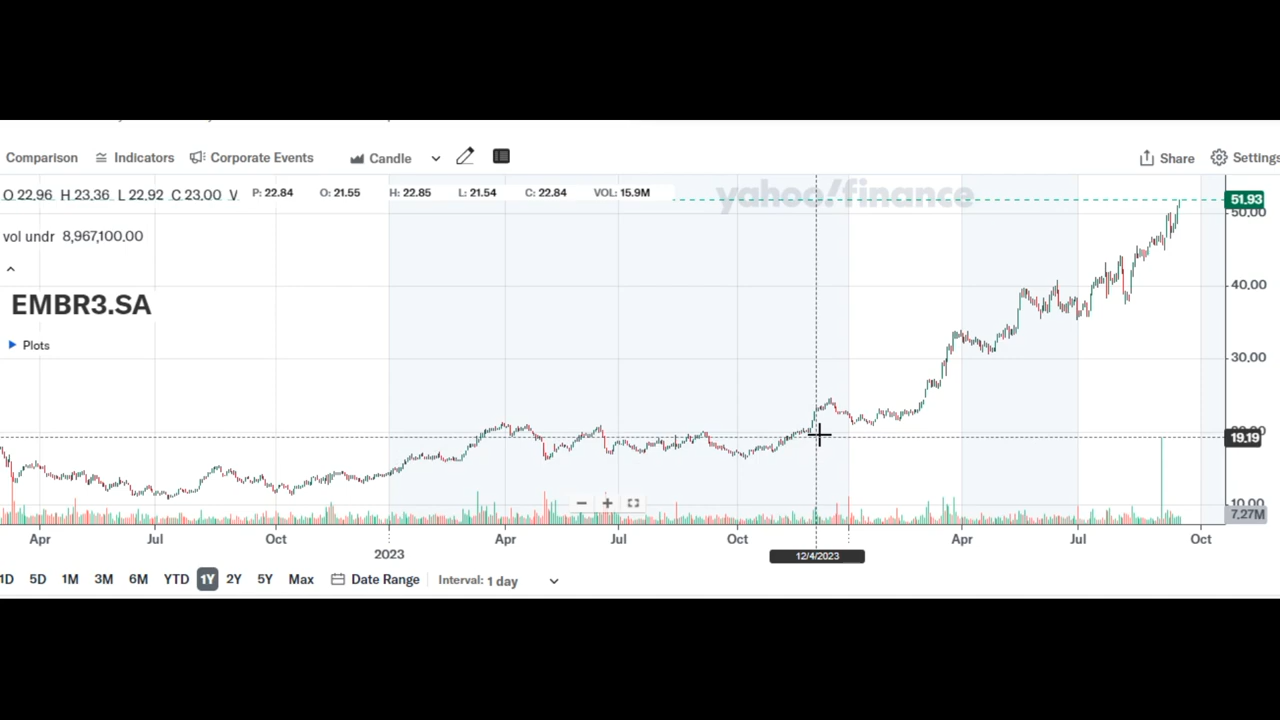 Comparison Indicators Corporate Events Candle Share Settings
O 22.96 H 23.36 L 22.92 C 23.00 V P: 22.84 O: 21.55 H: 22.85 L: 21.54 C: 22.84 VOL: 15.9M
yahoo/finance
51.93
50.00
vol undr 8,967,100.00
40.00
EMBR3.SA
Plots
30.00
19.19
10.00
7.27M
Apr Jul Oct Apr Jul Oct Apr Jul Oct
2023
12/4/2023
1D 5D 1M 3M 6M YTD 1Y 2Y 5Y Max Date Range Interval: 1 day